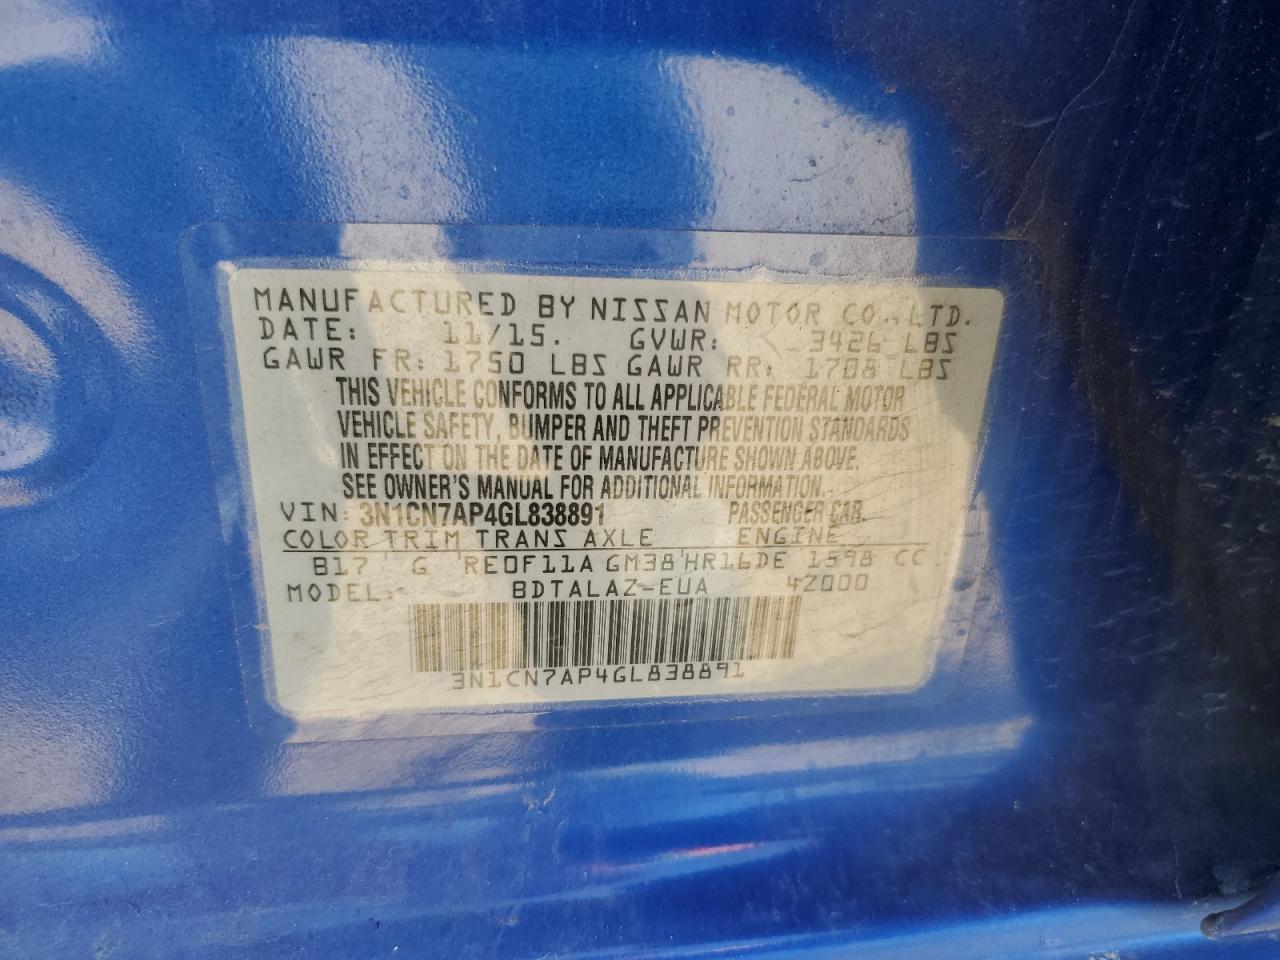 MANUFACTURED BY NISSAN MOTOR CO., LTD.
DATE: 11/15. GVWR: 3426 LBS
GAWR FR: 1750 LBS GAWR RR: 1708 LBS
THIS VEHICLE CONFORMS TO ALL APPLICABLE FEDERAL MOTOR
VEHICLE SAFETY, BUMPER AND THEFT PREVENTION STANDARDS
IN EFFECT ON THE DATE OF MANUFACTURE SHOWN ABOVE.
SEE OWNER'S MANUAL FOR ADDITIONAL INFORMATION.
VIN: 3N1CN7AP4GL838891 PASSENGER CAR.
COLOR TRIM TRANS AXLE ENGINE
B17 G RE0F11A GM38 HR16DE 1598 CC
MODEL: BDTALAZ-EUA 4Z000
3N1CN7AP4GL838891